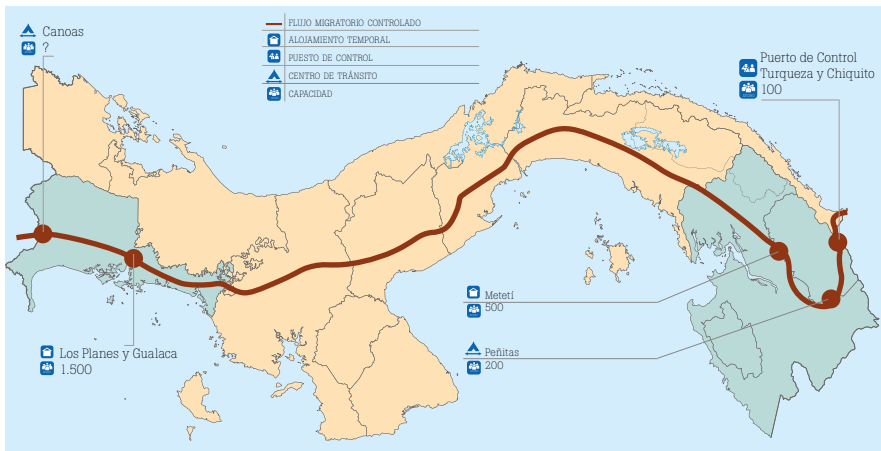 Canoas
?
FLUJO MIGRATORIO CONTROLADO
ALOJAMIENTO TEMPORAL
PUESTO DE CONTROL
CENTRO DE TRÁNSITO
CAPACIDAD
Puerto de Control
Turqueza y Chiquito
100
Metetí
500
Peñitas
200
Los Planes y Gualaca
1.500